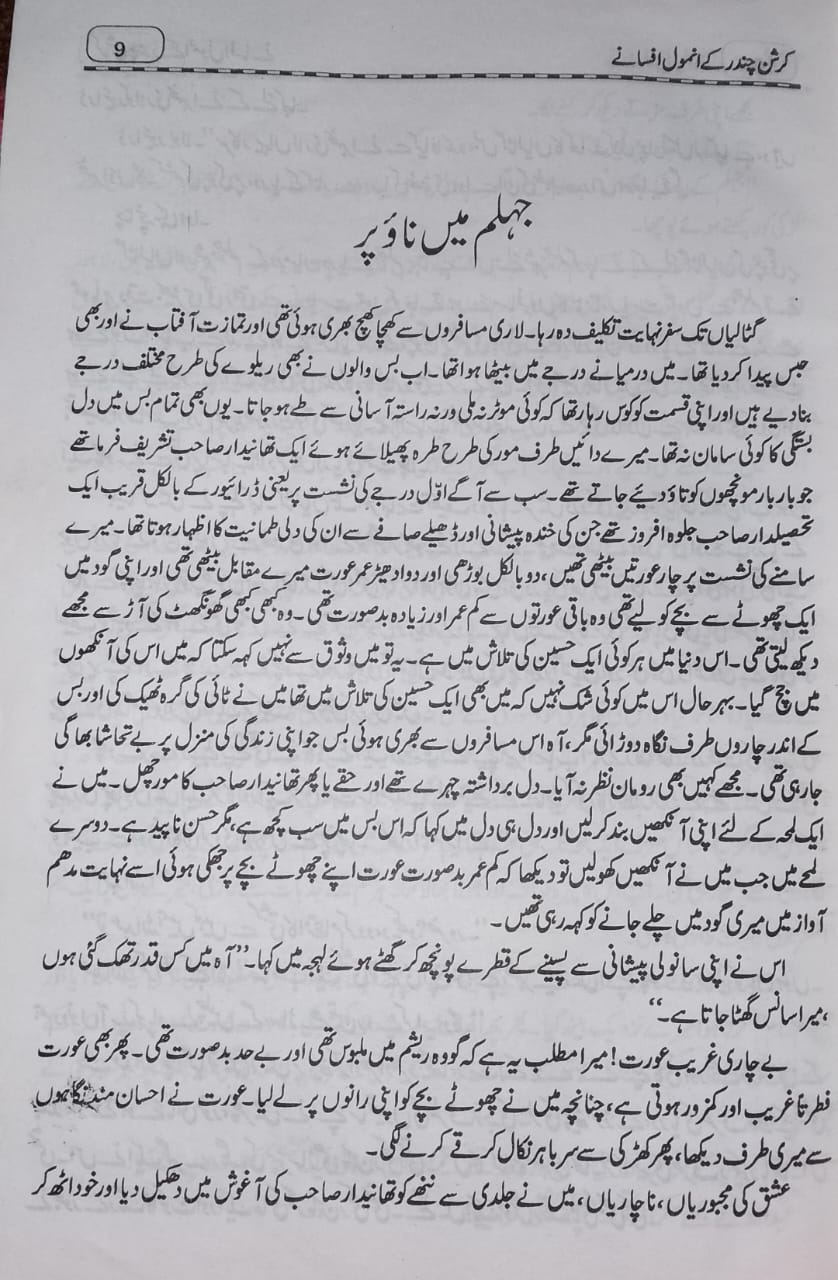 کرشن چندر کے انمول افسانے
9
جہلم میں ناؤ پر
گٹالیاں تک سفر نہایت تکلیف دہ رہا۔ لاری مسافروں سے کھچا کھچ بھری ہوئی تھی اور تمازت آفتاب نے اور بھی
حبس پیدا کر دیا تھا۔ میں درمیانے درجے میں بیٹھا ہوا تھا۔ اب بس والوں نے بھی ریلوے کی طرح مختلف درجے
بنا دیے ہیں اور اپنی قسمت کو کوس رہا تھا کہ کوئی موٹر نہ ملی ورنہ راستہ آسانی سے طے ہو جاتا۔ یوں بھی تمام بس میں دل
بستگی کا کوئی سامان نہ تھا۔ میرے دائیں طرف مور کی طرح طرہ پھیلائے ہوئے ایک تھانیدار صاحب تشریف فرما تھے
جو بار بار مونچھوں کو تاؤ دیئے جاتے تھے۔ سب سے آگے اوّل درجے کی نشست پر یعنی ڈرائیور کے بالکل قریب ایک
تحصیلدار صاحب جلوہ افروز تھے جن کی خندہ پیشانی اور ڈھیلے صافے سے ان کی دلی طمانیت کا اظہار ہوتا تھا۔ میرے
سامنے کی نشست پر چار عورتیں بیٹھی تھیں، دو بالکل بوڑھی اور دو ادھیڑ عمر عورت میرے مقابل بیٹھی تھی اور اپنی گود میں
ایک چھوٹے سے بچے کو لیے تھی وہ باقی عورتوں سے کم عمر اور زیادہ بدصورت تھی۔ وہ کبھی کبھی گھونگھٹ کی آڑ سے مجھے
دیکھ لیتی تھی۔ اس دنیا میں ہر کوئی ایک حسین کی تلاش میں ہے۔ یہ تو میں وثوق سے نہیں کہہ سکتا کہ میں اس کی آنکھوں
میں جچ گیا۔ بہر حال اس میں کوئی شک نہیں کہ میں بھی ایک حسین کی تلاش میں تھا میں نے ٹائی کی گرہ ٹھیک کی اور بس
کے اندر چاروں طرف نگاہ دوڑائی مگر، آہ اس مسافروں سے بھری ہوئی بس جو اپنی زندگی کی منزل پر بے تحاشا بھاگی
جا رہی تھی۔ مجھے کہیں بھی رومان نظر نہ آیا۔ دل برداشتہ چہرے تھے اور حقے یا پھر تھانیدار صاحب کا مورچھل۔ میں نے
ایک لمحہ کے لئے اپنی آنکھیں بند کر لیں اور دل ہی دل میں کہا کہ اس بس میں سب کچھ ہے، مگر حسن ناپید ہے۔ دوسرے
لمحے میں جب میں نے آنکھیں کھولیں تو دیکھا کہ کم عمر بدصورت عورت اپنے چھوٹے بچے پر جھکی ہوئی اسے نہایت مدھم
آواز میں میری گود میں چلے جانے کو کہہ رہی تھیں۔
اس نے اپنی سانولی پیشانی سے پسینے کے قطرے پونچھ کر گھٹے ہوئے لہجہ میں کہا۔ ’’آہ میں کس قدر تھک گئی ہوں
،میرا سانس گھٹا جاتا ہے۔‘‘
بے چاری غریب عورت! میرا مطلب یہ ہے کہ گو وہ ریشم میں ملبوس تھی اور بے حد بدصورت تھی۔ پھر بھی عورت
فطرتاً غریب اور کمزور ہوتی ہے، چنانچہ میں نے چھوٹے بچے کو اپنی رانوں پر لے لیا۔ عورت نے احسان مند نگاہوں
سے میری طرف دیکھا، پھر کھڑکی سے سر باہر نکال کرتے کرنے لگی۔
عشق کی مجبوریاں، ناچاریاں، میں نے جلدی سے ننھے کو تھانیدار صاحب کی آغوش میں دھکیل دیا اور خود اٹھ کر